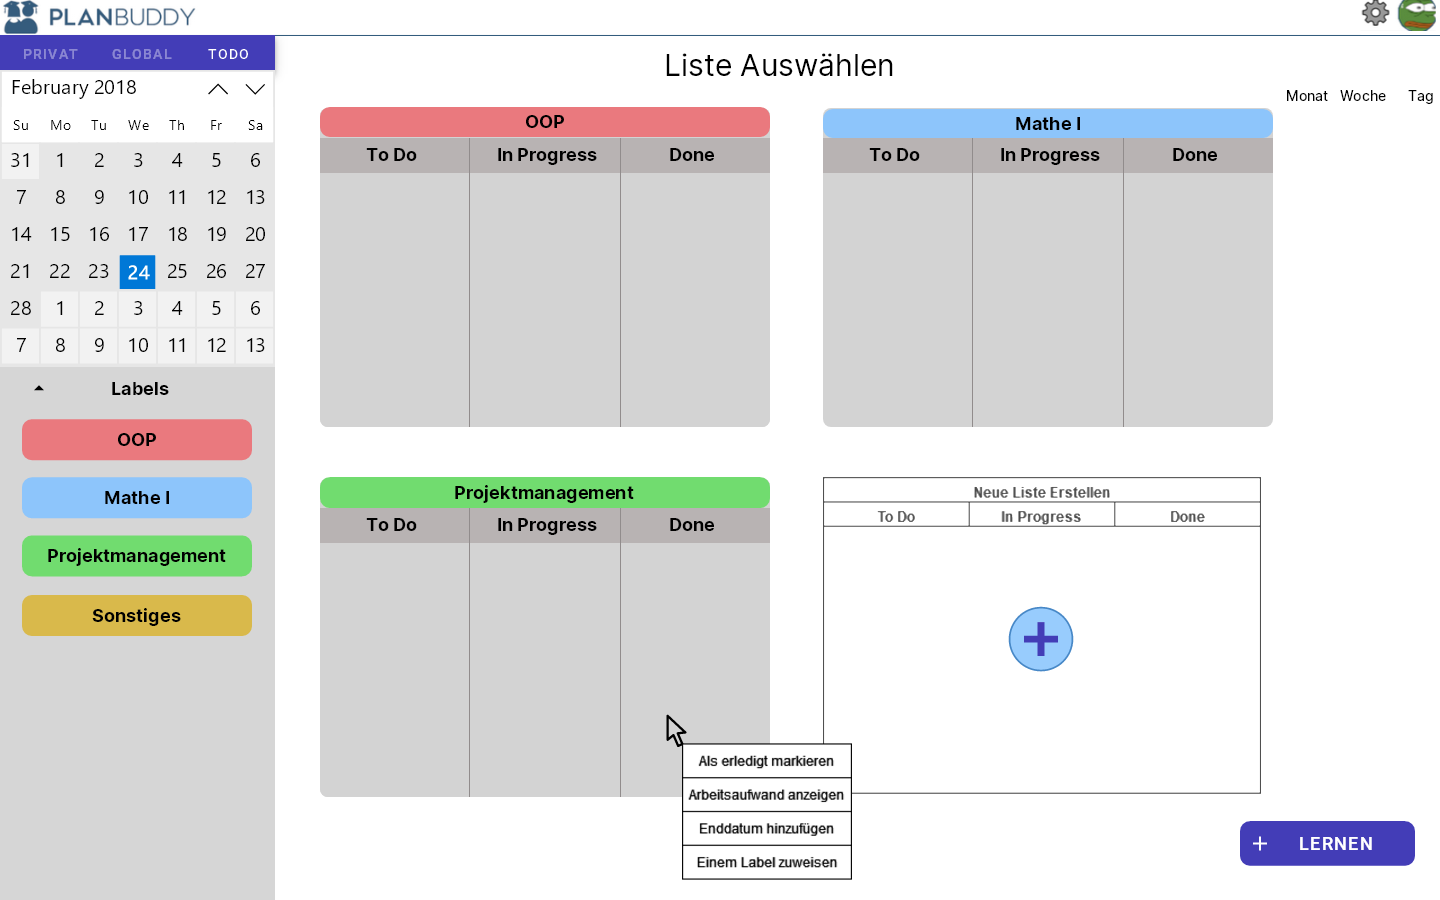 PLANBUDDY
PRIVAT GLOBAL TODO
February 2018
Su Mo Tu We Th Fr Sa
31 1 2 3 4 5 6
7 8 9 10 11 12 13
14 15 16 17 18 19 20
21 22 23 24 25 26 27
28 1 2 3 4 5 6
7 8 9 10 11 12 13
Labels
OOP
Mathe I
Projektmanagement
Sonstiges
Liste Auswählen
Monat Woche Tag
OOP
To Do In Progress Done
Mathe I
To Do In Progress Done
Projektmanagement
To Do In Progress Done
Neue Liste Erstellen
To Do In Progress Done
Als erledigt markieren
Arbeitsaufwand anzeigen
Enddatum hinzufügen
Einem Label zuweisen
+ LERNEN